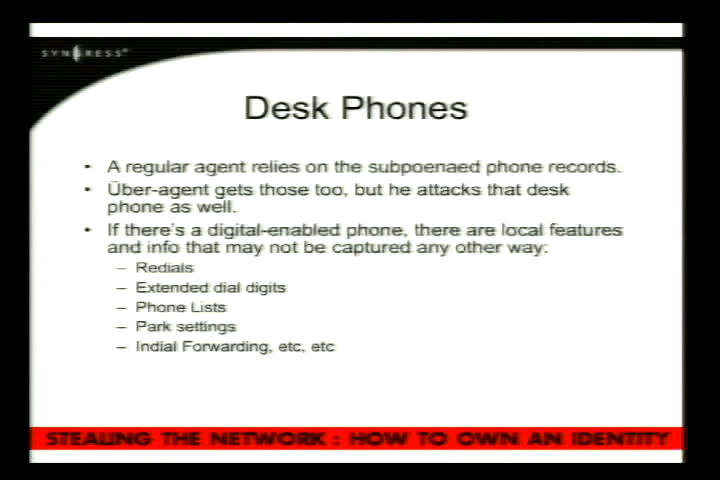 SYNGRESS®
Desk Phones
• A regular agent relies on the subpoenaed phone records.
• Über-agent gets those too, but he attacks that desk
phone as well.
• If there's a digital-enabled phone, there are local features
and info that may not be captured any other way:
– Redials
– Extended dial digits
– Phone Lists
– Park settings
– Indial Forwarding, etc, etc
STEALING THE NETWORK : HOW TO OWN AN IDENTITY